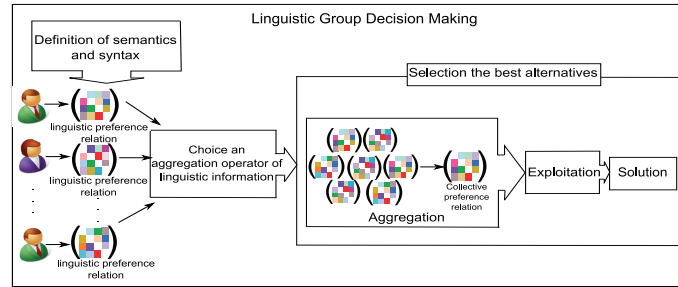 Linguistic Group Decision Making
Definition of semantics
and syntax
linguistic preference
relation
linguistic preference
relation
linguistic preference
relation
Choice an
aggregation operator of
linguistic information
Selection the best alternatives
Aggregation
Collective
preference
relation
Exploitation
Solution